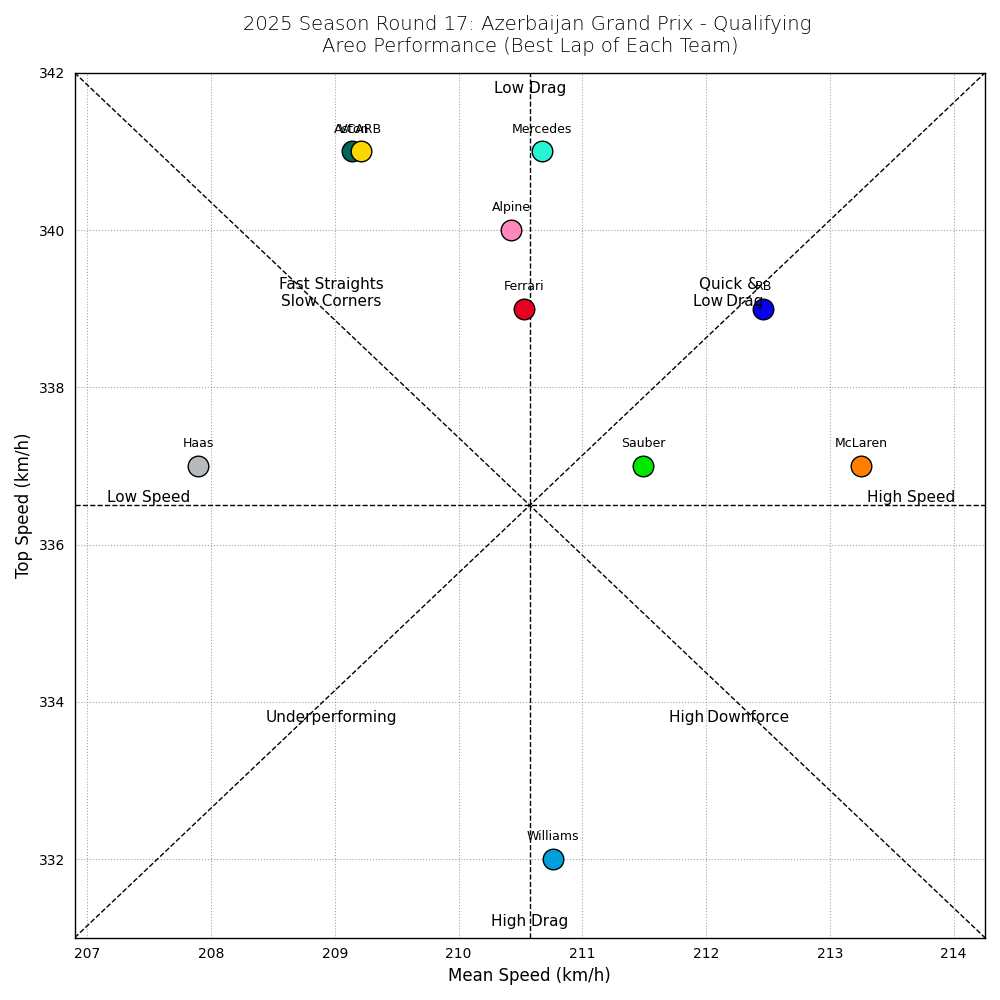 2025 Season Round 17: Azerbaijan Grand Prix - Qualifying
Areo Performance (Best Lap of Each Team)
342
Low Drag
VCARB
Mercedes
Alpine
340
Fast Straights
Slow Corners
Ferrari
Quick &
Low Drag
RB
338
Haas
Sauber
McLaren
Low Speed
High Speed
336
Top Speed (km/h)
334
Underperforming
High Downforce
Williams
332
High Drag
207
208
209
210
211
212
213
214
Mean Speed (km/h)